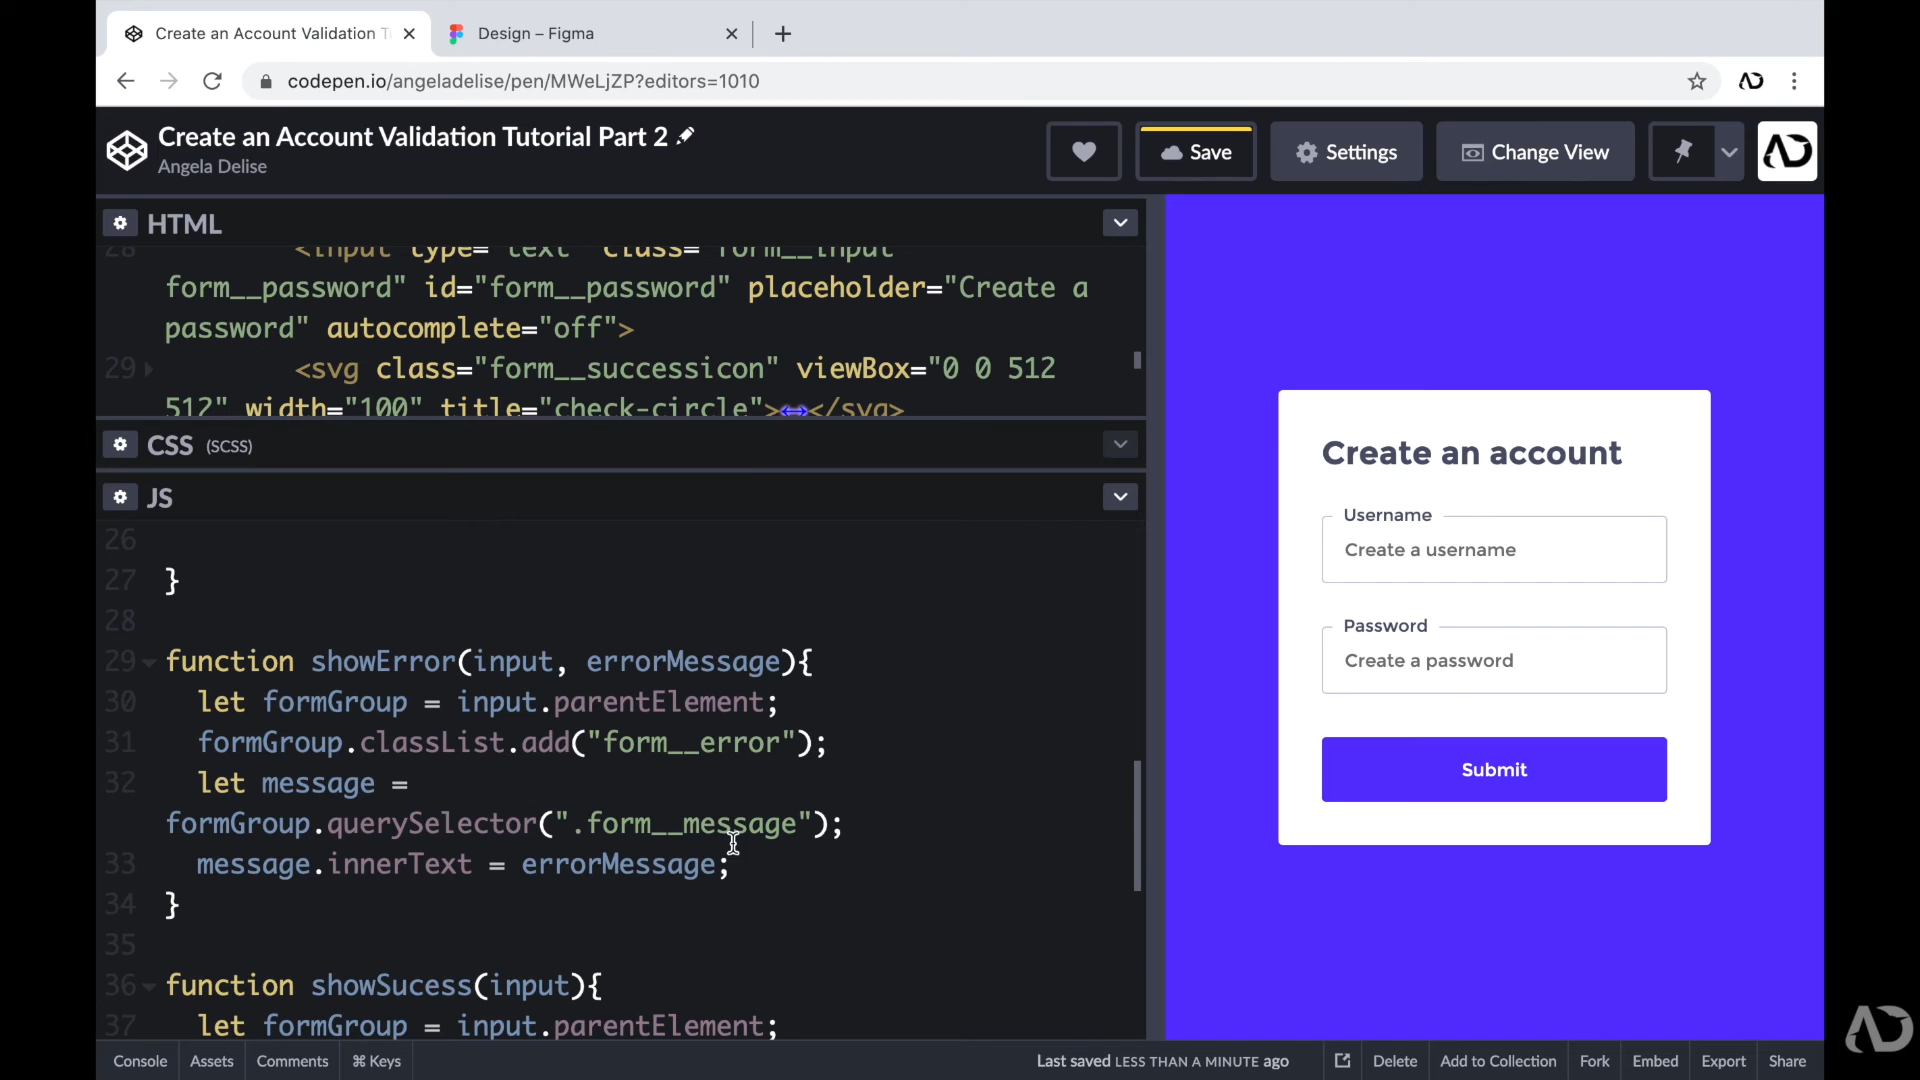 Create an Account Validation T
Design – Figma
codepen.io/angeladelise/pen/MWeLjZP?editors=1010
Create an Account Validation Tutorial Part 2
Angela Delise
Save
Settings
Change View
HTML
28 <input type="text" class="form__input
form__password" id="form__password" placeholder="Create a
password" autocomplete="off">
29 <svg class="form__successicon" viewBox="0 0 512
512" width="100" title="check-circle"></svg>
CSS (SCSS)
JS
26
27 }
28
29 function showError(input, errorMessage){
30 let formGroup = input.parentElement;
31 formGroup.classList.add("form__error");
32 let message =
formGroup.querySelector(".form__message");
33 message.innerText = errorMessage;
34 }
35
36 function showSucess(input){
37 let formGroup = input.parentElement;
Create an account
Username
Create a username
Password
Create a password
Submit
Console
Assets
Comments
⌘ Keys
Last saved LESS THAN A MINUTE ago
Delete
Add to Collection
Fork
Embed
Export
Share